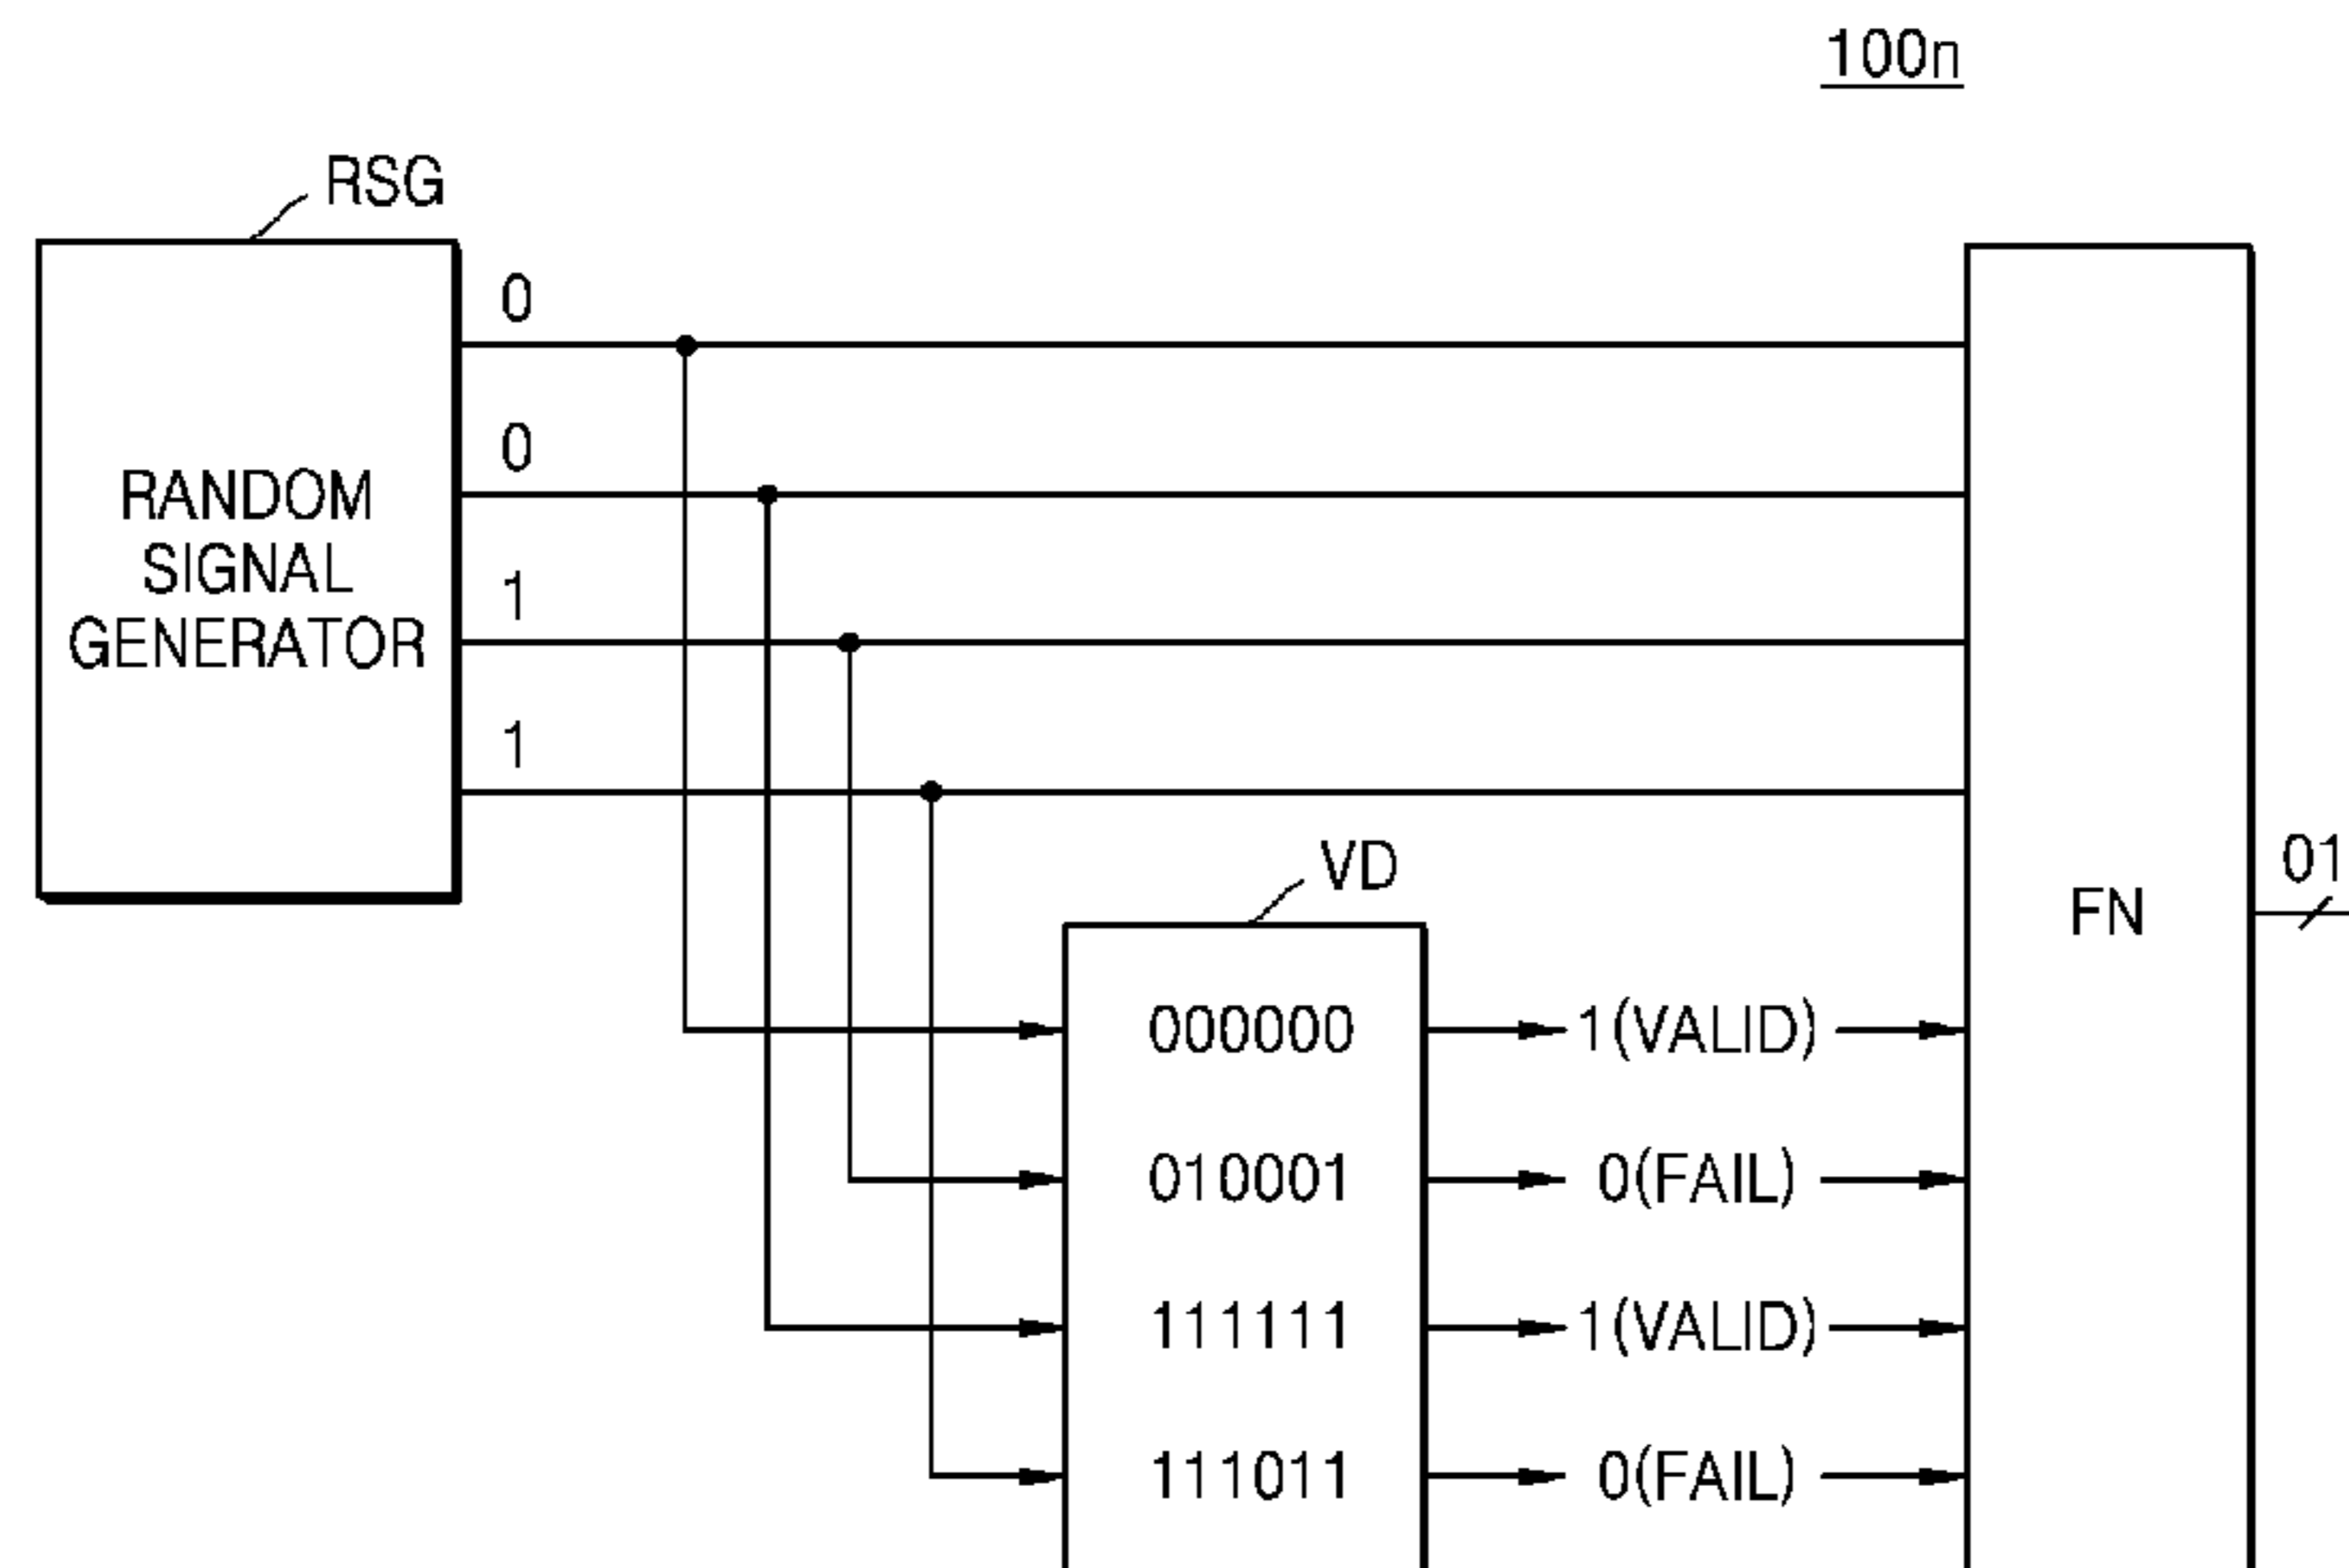 100n
RSG
0
0
RANDOM
SIGNAL
GENERATOR
1
1
VD
01
FN
000000
1(VALID)
010001
0(FAIL)
111111
1(VALID)
111011
0(FAIL)